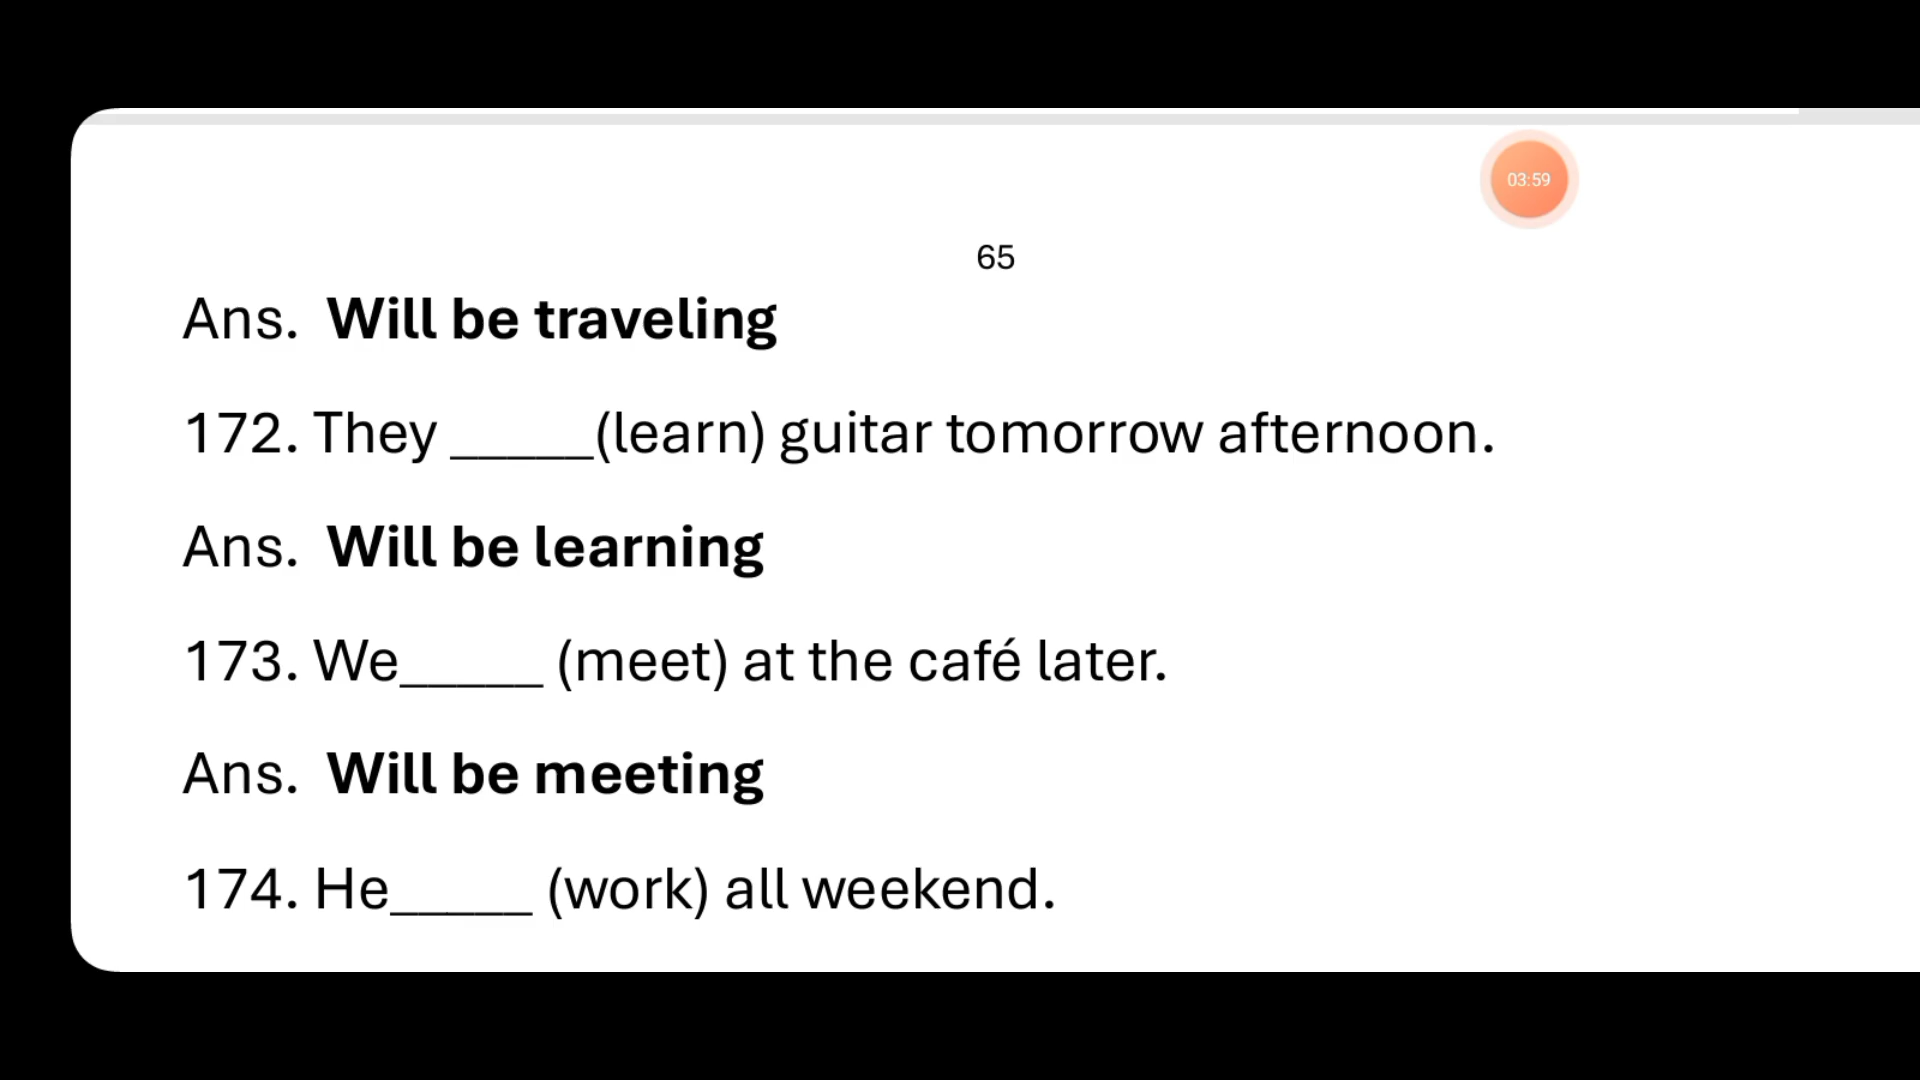 03:59
65
Ans. Will be traveling
172. They _____(learn) guitar tomorrow afternoon.
Ans. Will be learning
173. We_____ (meet) at the café later.
Ans. Will be meeting
174. He_____ (work) all weekend.